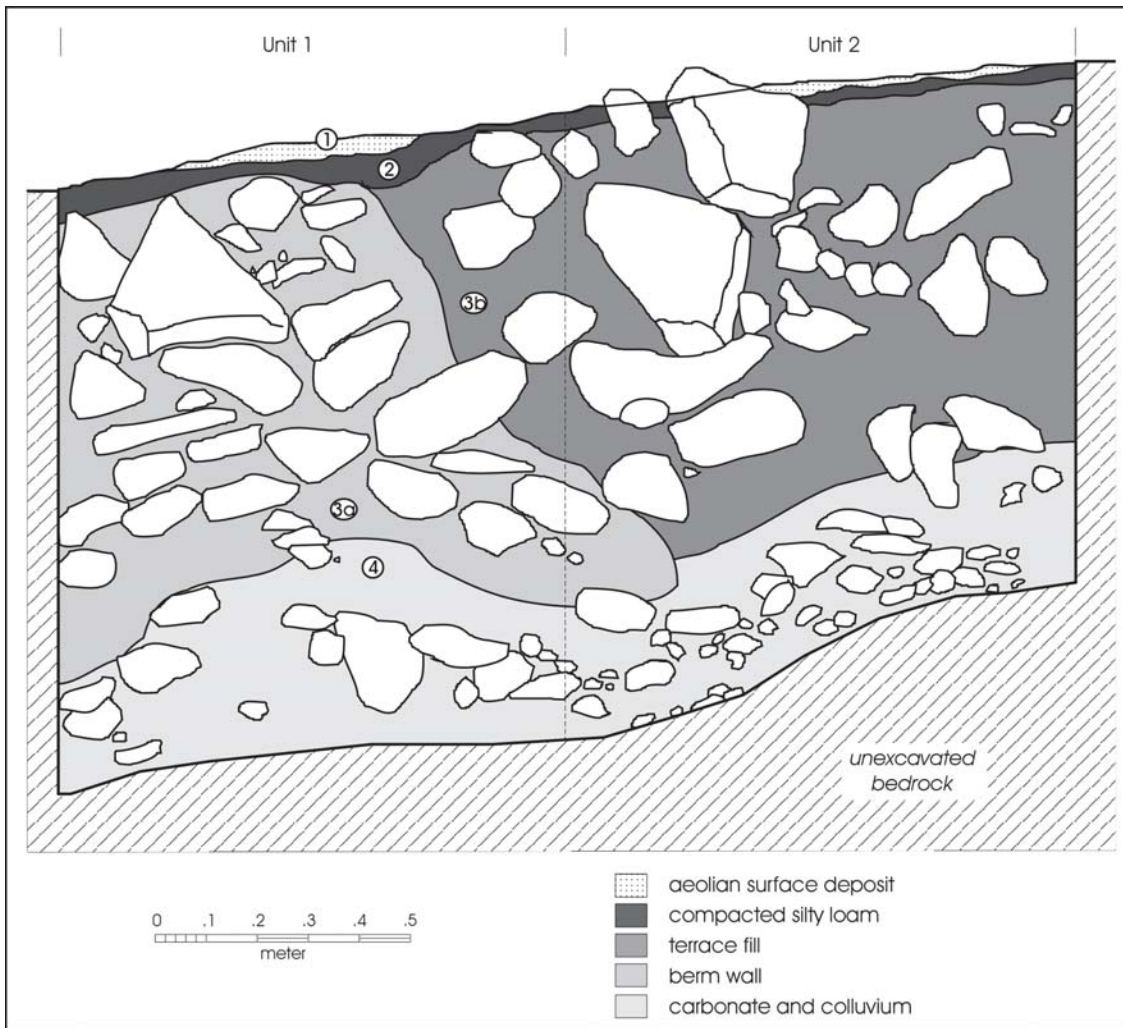 Unit 1
Unit 2
1
2
3b
3a
4
unexcavated
bedrock
0 .1 .2 .3 .4 .5
meter
aeolian surface deposit
compacted silty loam
terrace fill
berm wall
carbonate and colluvium